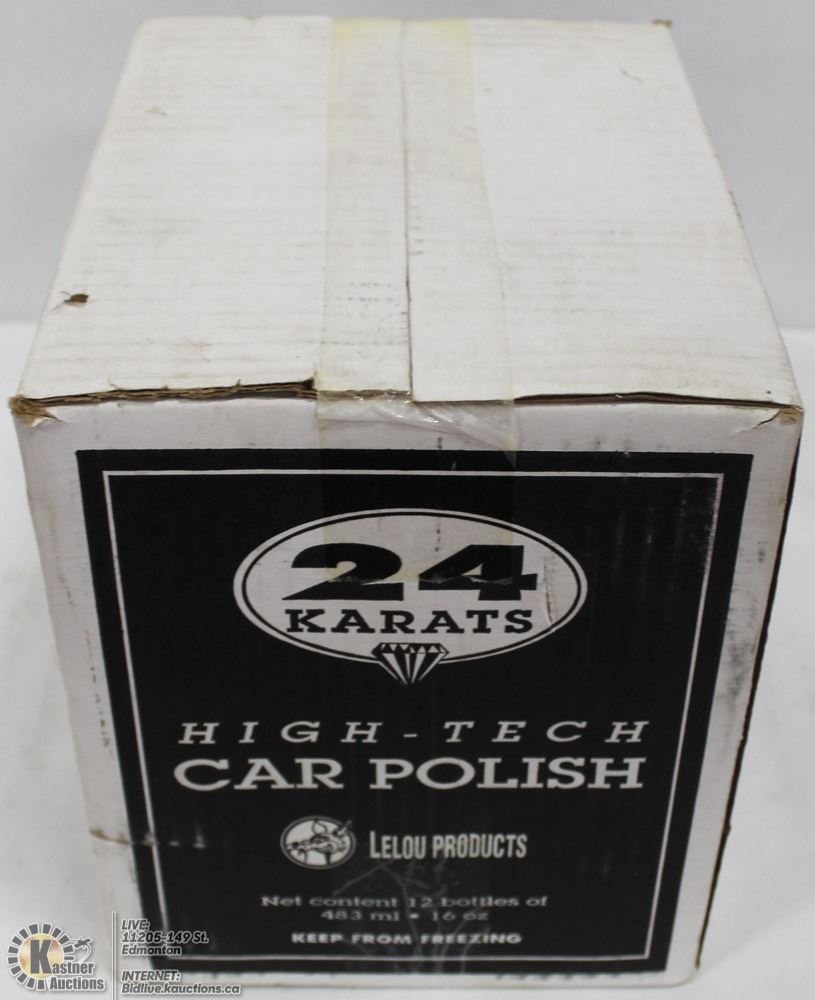 24
KARATS
HIGH-TECH
CAR POLISH
LELOU PRODUCTS
Net content 12 bottles of
483 ml • 16 oz
KEEP FROM FREEZING
Kastner
Auctions
LIVE:
11205-149 St.
Edmonton
INTERNET:
Bidlive.kauctions.ca